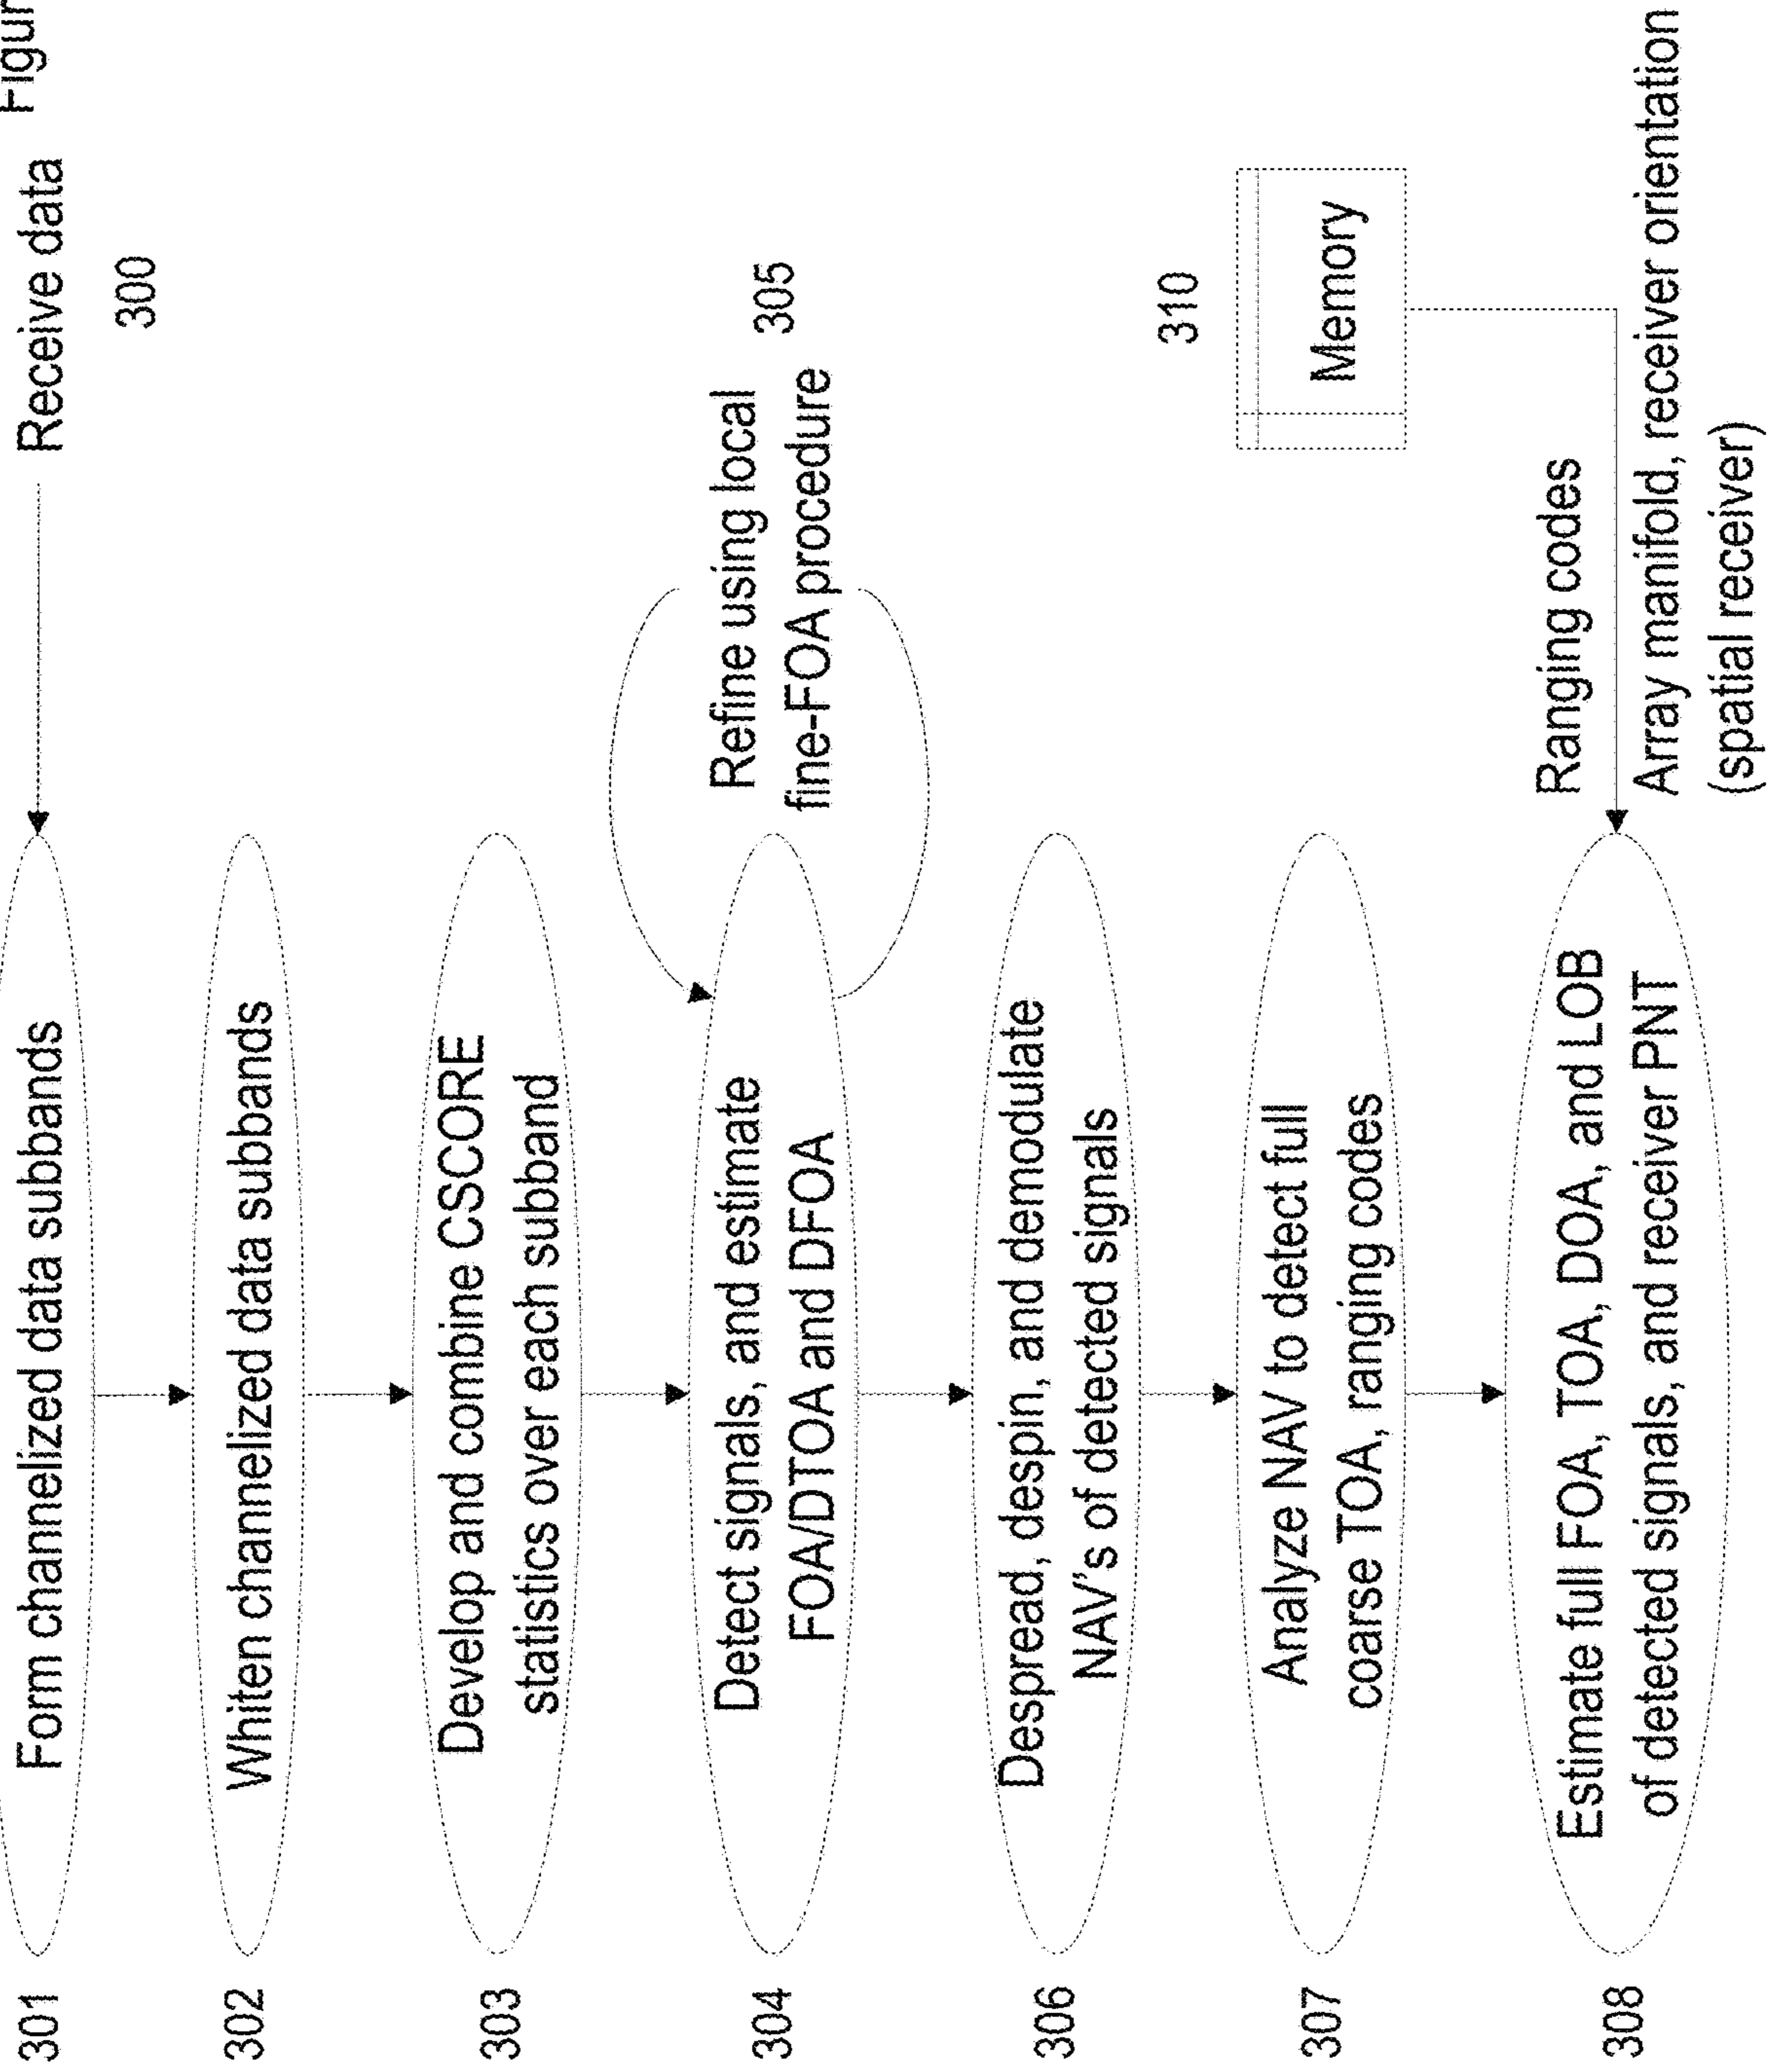 Figur
Receive data
300
301
Form channelized data subbands
302
Whiten channelized data subbands
303
Develop and combine CSCORE
statistics over each subband
304
Detect signals, and estimate
FOA/DTOA and DFOA
Refine using local
fine-FOA procedure
305
306
Despread, despin, and demodulate
NAV's of detected signals
307
Analyze NAV to detect full
coarse TOA, ranging codes
310
Memory
308
Estimate full FOA, TOA, DOA, and LOB
of detected signals, and receiver PNT
Ranging codes
Array manifold, receiver orientation
(spatial receiver)